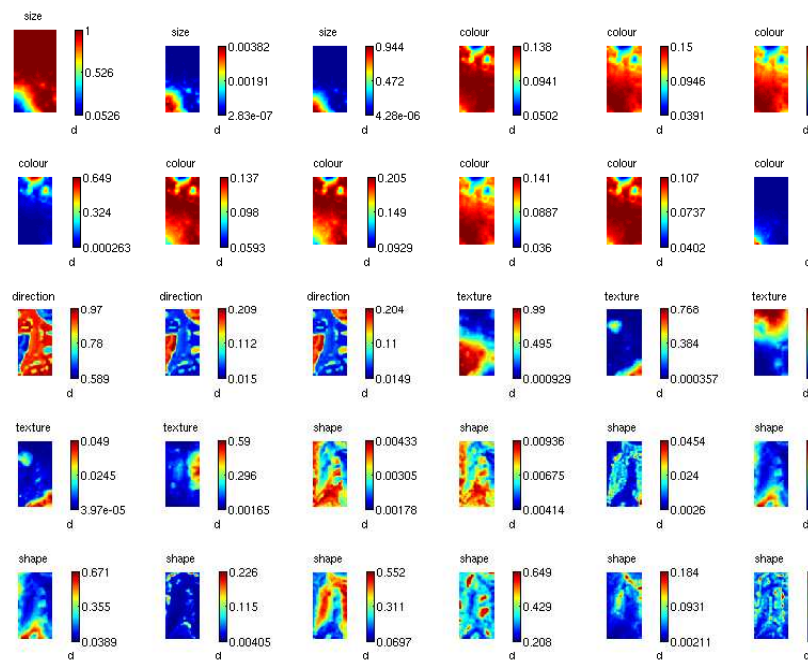 size
1
0.526
0.0526
d
size
0.00382
0.00191
2.83e-07
d
size
0.944
0.472
4.28e-06
d
colour
0.138
0.0941
0.0502
d
colour
0.15
0.0946
0.0391
d
colour
d
colour
0.649
0.324
0.000263
d
colour
0.137
0.098
0.0593
d
colour
0.205
0.149
0.0929
d
colour
0.141
0.0887
0.036
d
colour
0.107
0.0737
0.0402
d
colour
d
direction
0.97
0.78
0.589
d
direction
0.209
0.112
0.015
d
direction
0.204
0.11
0.0149
d
texture
0.99
0.495
0.000929
d
texture
0.768
0.384
0.000357
d
texture
d
texture
0.049
0.0245
3.97e-05
d
texture
0.59
0.296
0.00165
d
shape
0.00433
0.00305
0.00178
d
shape
0.00936
0.00675
0.00414
d
shape
0.0454
0.024
0.0026
d
shape
d
shape
0.671
0.355
0.0389
d
shape
0.226
0.115
0.00405
d
shape
0.552
0.311
0.0697
d
shape
0.649
0.429
0.208
d
shape
0.184
0.0931
0.00211
d
shape
d